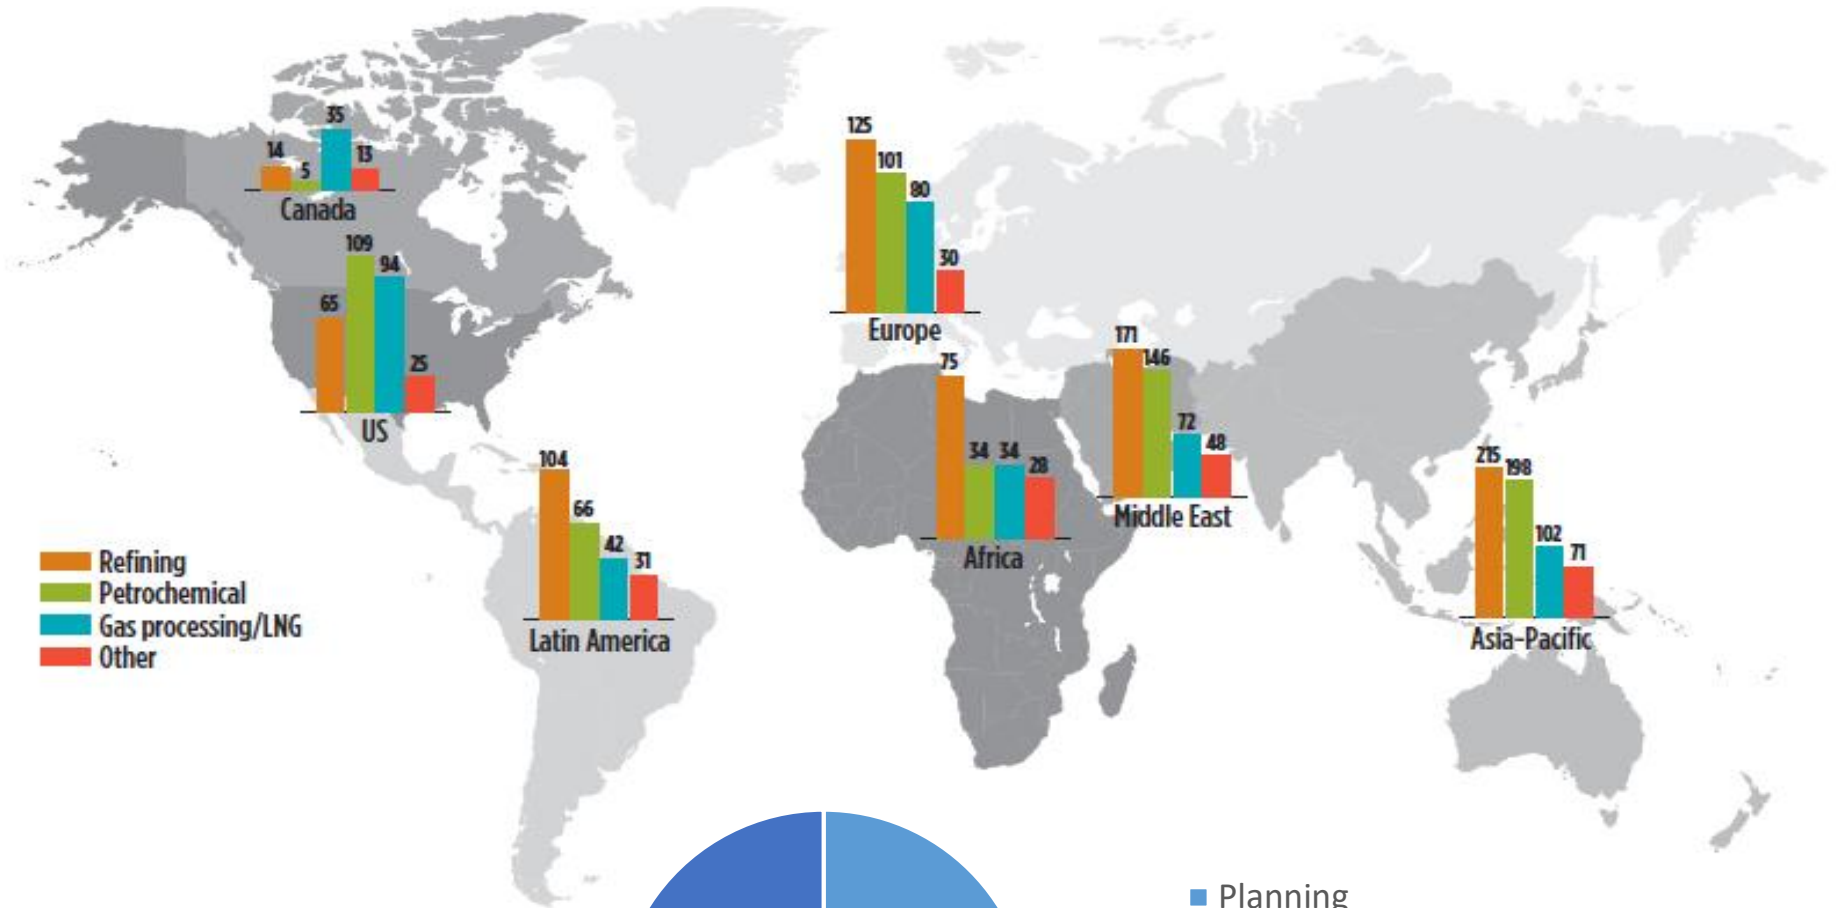 35
14
5
13
Canada
109
94
65
25
US
104
66
42
31
Latin America
125
101
80
30
Europe
75
34 34
28
Africa
171
146
72
48
Middle East
215
198
102
71
Asia-Pacific
Refining
Petrochemical
Gas processing/LNG
Other
Planning